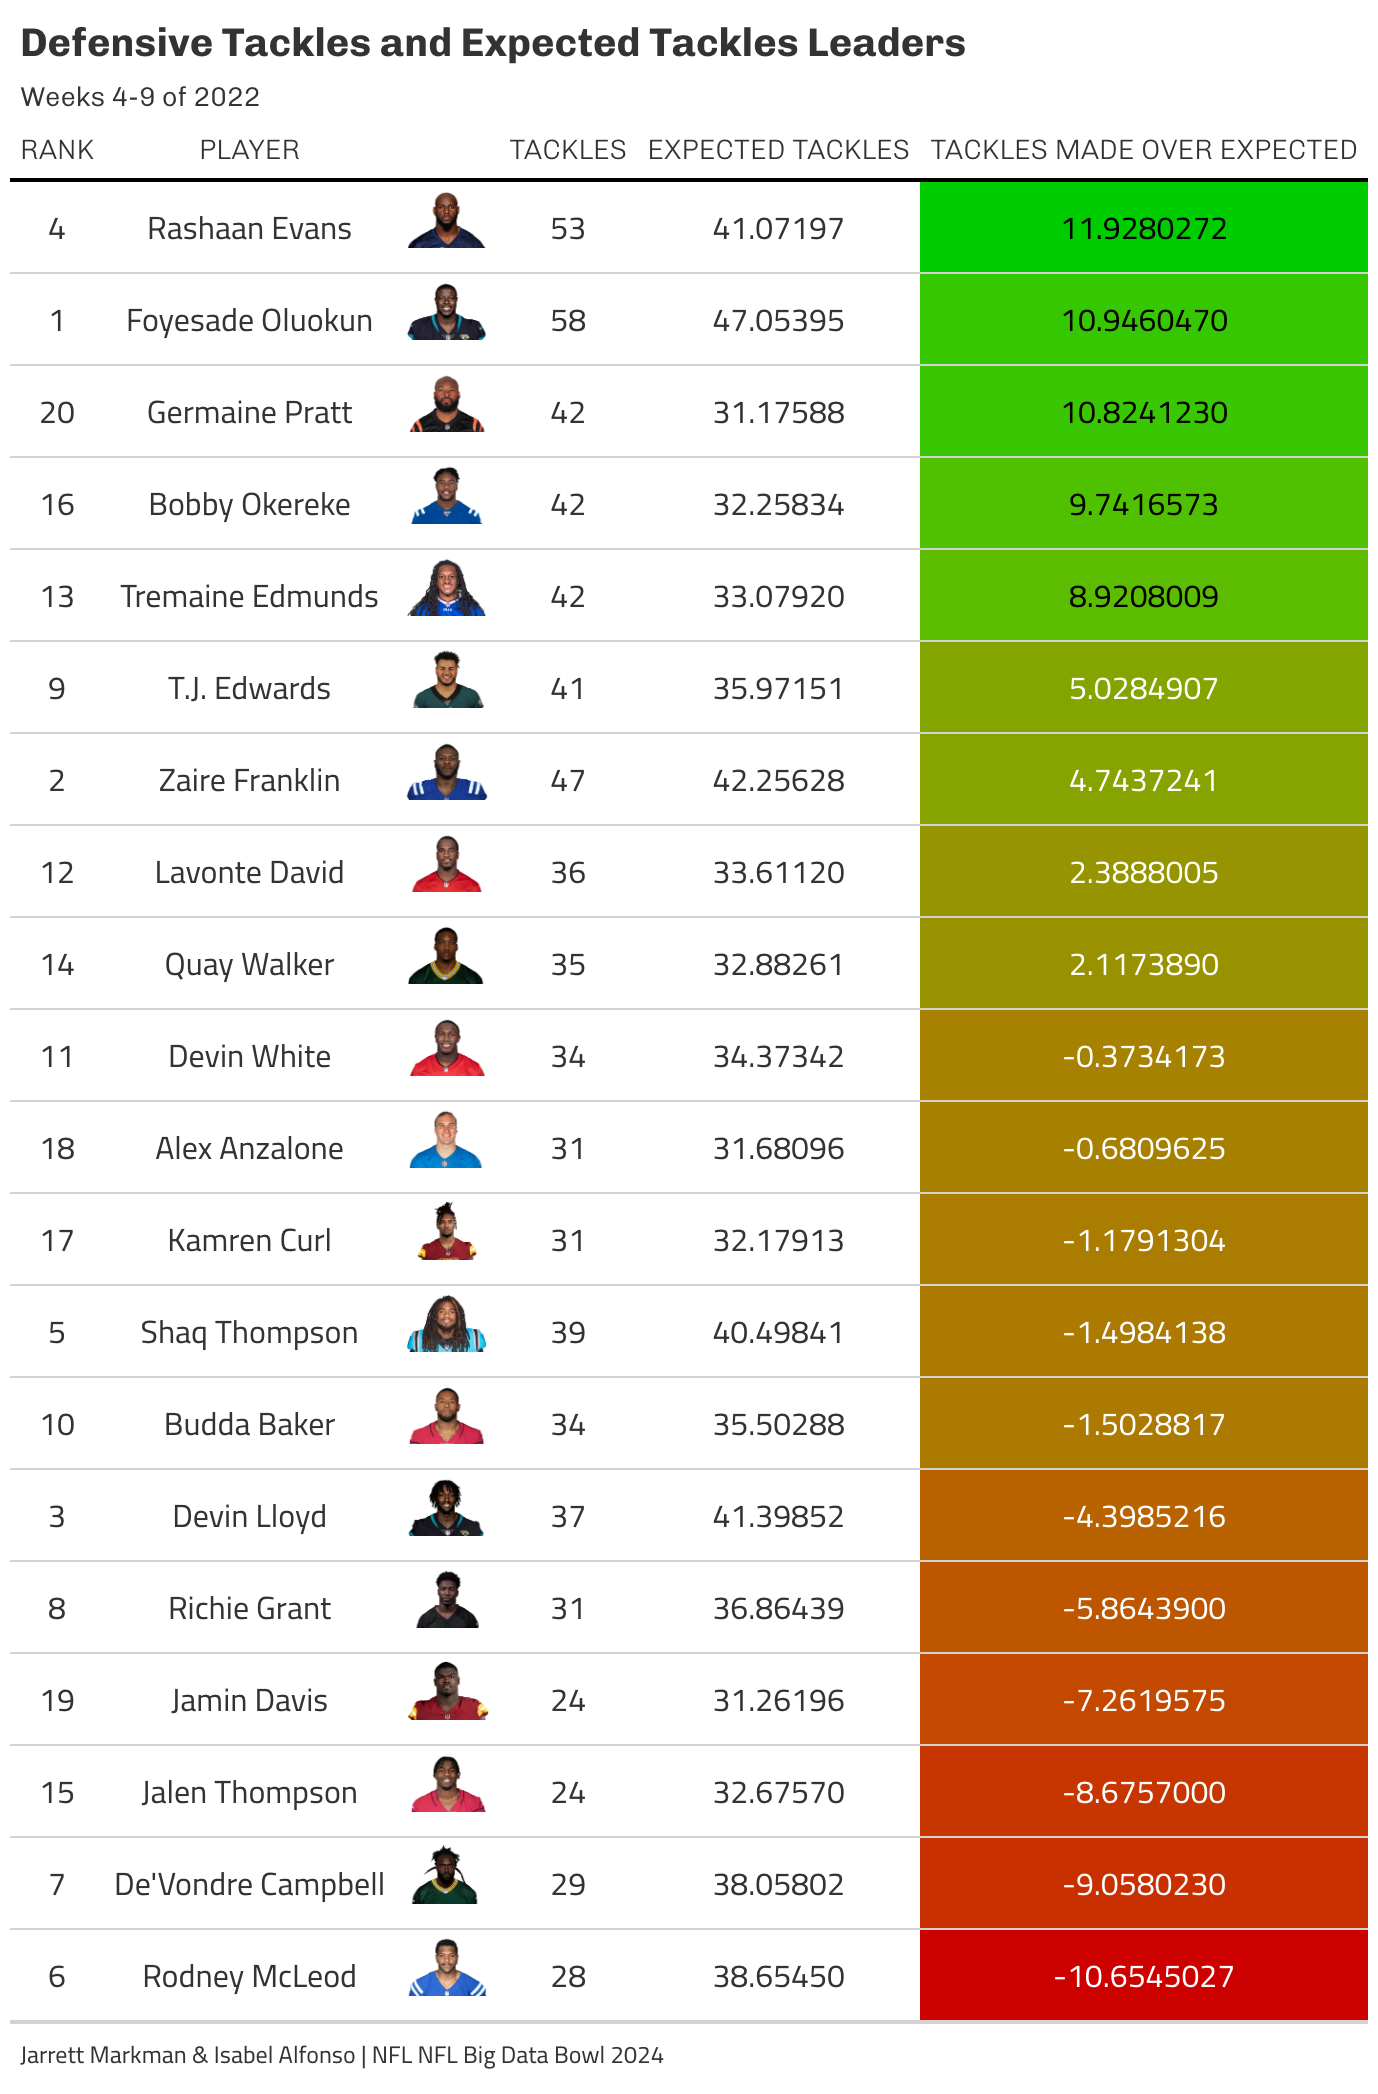 Defensive Tackles and Expected Tackles Leaders
Weeks 4-9 of 2022
RANK PLAYER TACKLES EXPECTED TACKLES TACKLES MADE OVER EXPECTED
4 Rashaan Evans 53 41.07197 11.9280272
1 Foyesade Oluokun 58 47.05395 10.9460470
20 Germaine Pratt 42 31.17588 10.8241230
16 Bobby Okereke 42 32.25834 9.7416573
13 Tremaine Edmunds 42 33.07920 8.9208009
9 T.J. Edwards 41 35.97151 5.0284907
2 Zaire Franklin 47 42.25628 4.7437241
12 Lavonte David 36 33.61120 2.3888005
14 Quay Walker 35 32.88261 2.1173890
11 Devin White 34 34.37342 -0.3734173
18 Alex Anzalone 31 31.68096 -0.6809625
17 Kamren Curl 31 32.17913 -1.1791304
5 Shaq Thompson 39 40.49841 -1.4984138
10 Budda Baker 34 35.50288 -1.5028817
3 Devin Lloyd 37 41.39852 -4.3985216
8 Richie Grant 31 36.86439 -5.8643900
19 Jamin Davis 24 31.26196 -7.2619575
15 Jalen Thompson 24 32.67570 -8.6757000
7 De'Vondre Campbell 29 38.05802 -9.0580230
6 Rodney McLeod 28 38.65450 -10.6545027
Jarrett Markman & Isabel Alfonso | NFL NFL Big Data Bowl 2024